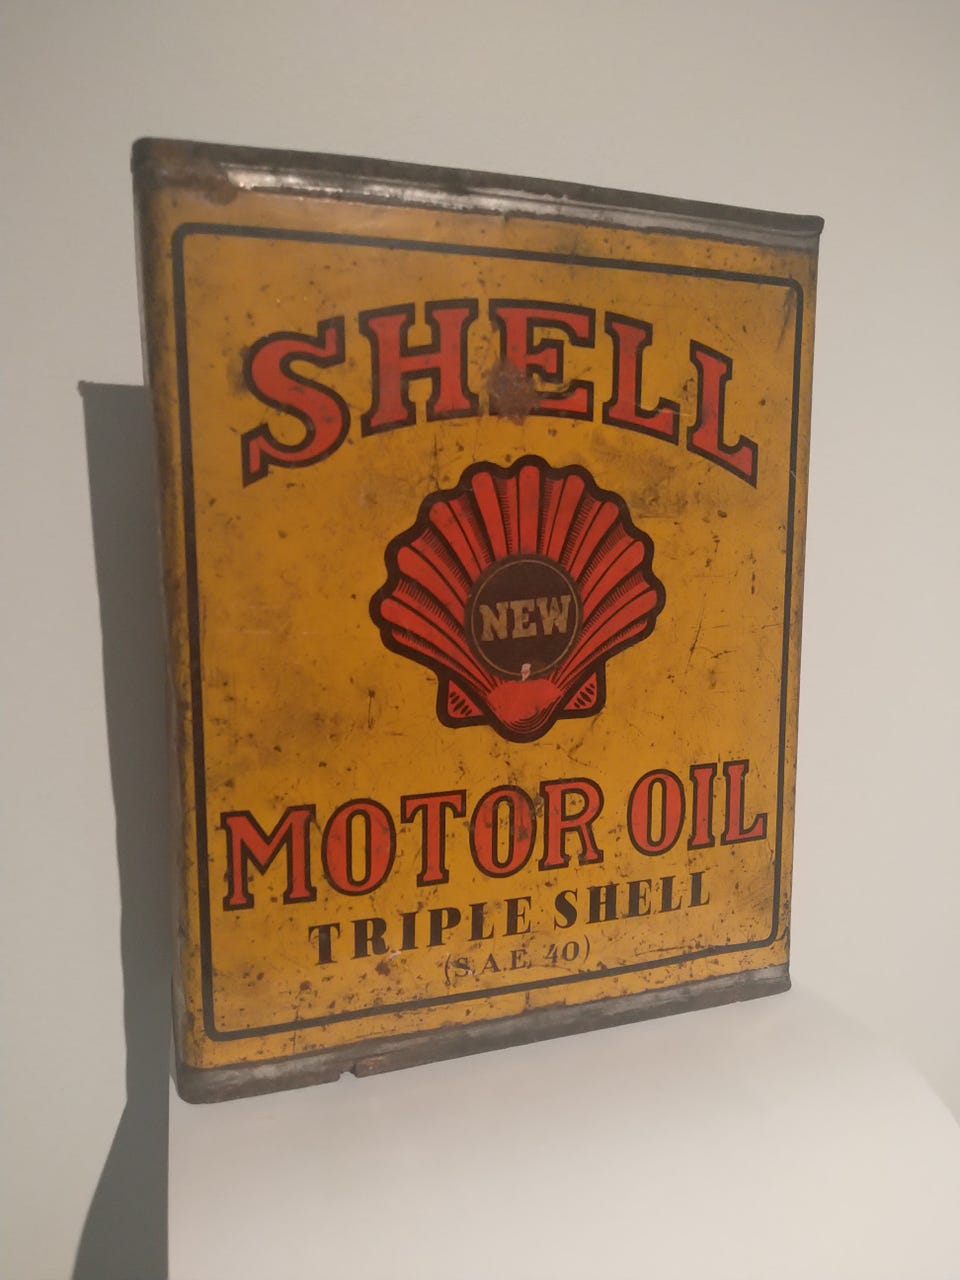 SHELL
NEW
MOTOR OIL
TRIPLE SHELL
(S.A.E. 40)